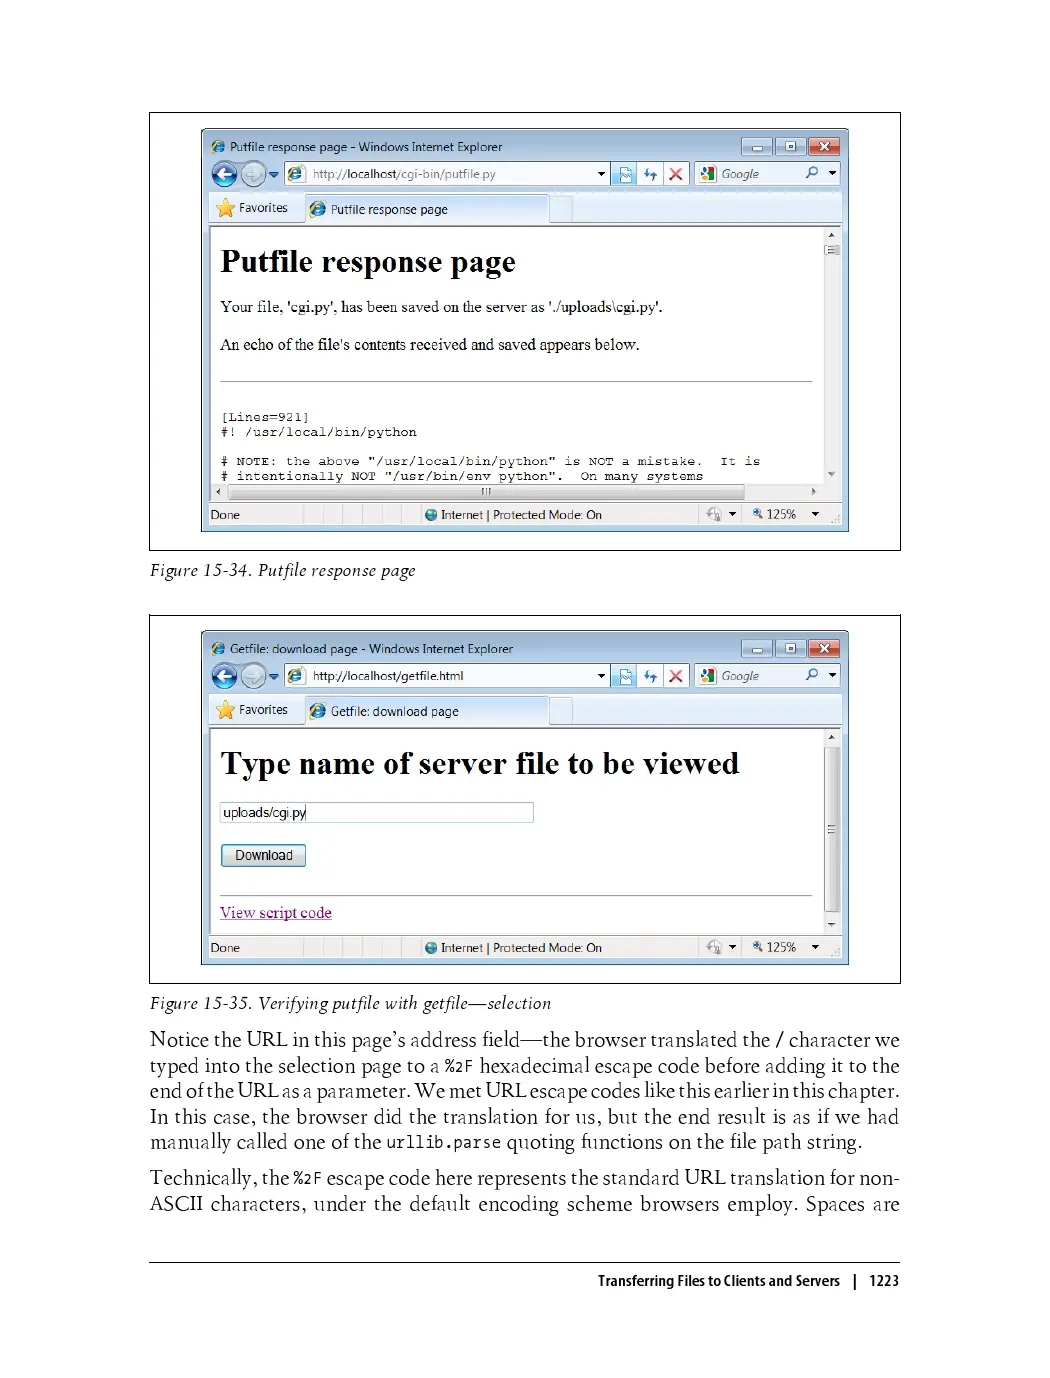 Putfile response page - Windows Internet Explorer
http://localhost/cgi-bin/putfile.py
Google
Favorites
Putfile response page
Putfile response page
Your file, 'cgi.py', has been saved on the server as './uploads\cgi.py'.
An echo of the file's contents received and saved appears below.
[Lines=921]
#! /usr/local/bin/python
# NOTE: the above "/usr/local/bin/python" is NOT a mistake.  It is
# intentionally NOT "/usr/bin/env python".  On many systems
Done
Internet | Protected Mode: On
125%
Figure 15-34. Putfile response page
Getfile: download page - Windows Internet Explorer
http://localhost/getfile.html
Google
Favorites
Getfile: download page
Type name of server file to be viewed
uploads/cgi.py
Download
View script code
Done
Internet | Protected Mode: On
125%
Figure 15-35. Verifying putfile with getfile—selection
Notice the URL in this page's address field—the browser translated the / character we
typed into the selection page to a %2F hexadecimal escape code before adding it to the
end of the URL as a parameter. We met URL escape codes like this earlier in this chapter.
In this case, the browser did the translation for us, but the end result is as if we had
manually called one of the urllib.parse quoting functions on the file path string.
Technically, the %2F escape code here represents the standard URL translation for non-
ASCII characters, under the default encoding scheme browsers employ. Spaces are
Transferring Files to Clients and Servers | 1223